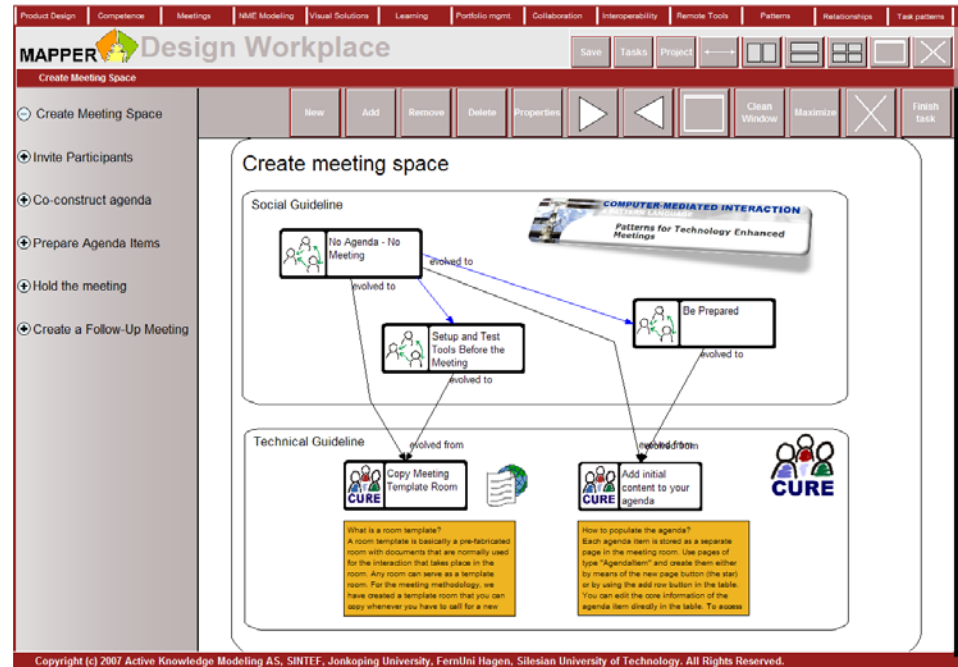 Product Design Competence Meetings NME Modeling Visual Solutions Learning Portfolio mgmt. Collaboration Interoperability Remote Tools Patterns Relationships Task patterns
MAPPER Design Workplace
Save Tasks Project
Create Meeting Space
New Add Remove Delete Properties Clean Window Maximize Finish task
Create Meeting Space
Invite Participants
Co-construct agenda
Prepare Agenda Items
Hold the meeting
Create a Follow-Up Meeting
Create meeting space
Social Guideline
COMPUTER-MEDIATED INTERACTION
A PATTERN LANGUAGE
Patterns for Technology Enhanced
Meetings
No Agenda - No
Meeting
evolved to
evolved to
Be Prepared
Setup and Test
Tools Before the
Meeting
evolved to
evolved to
Technical Guideline
evolved from
evolved from
CURE
Copy Meeting
Template Room
CURE
Add initial
content to your
agenda
CURE
What is a room template?
A room template is basically a pre-fabricated
room with documents that are normally used
for the interaction that takes place in the
room. Any room can serve as a template
room. For the meeting methodology, we
have created a template room that you can
copy whenever you have to call for a new
How to populate the agenda?
Each agenda item is stored as a separate
page in the meeting room. Use pages of
type "AgendaItem" and create them either
by means of the new page button (the star)
or by using the add row button in the table.
You can edit the core information of the
agenda item directly in the table. To access
Copyright (c) 2007 Active Knowledge Modeling AS, SINTEF, Jonkoping University, FernUni Hagen, Silesian University of Technology. All Rights Reserved.